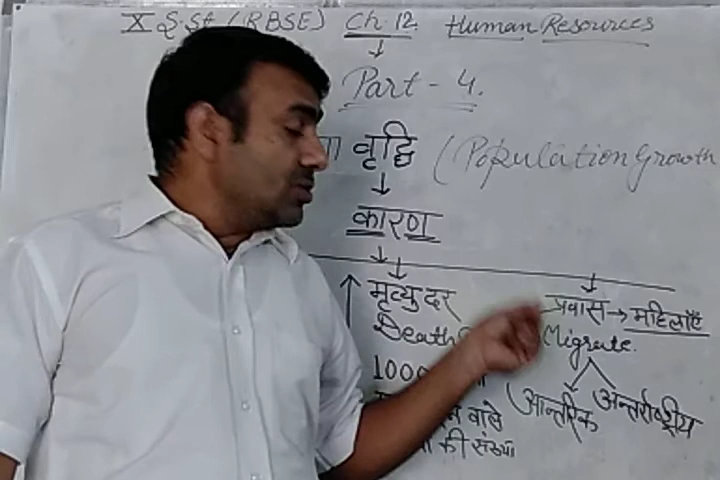 X S.St (RBSE) Ch 12. Human Resources
Part - 4.
वृद्धि (Population Growth
कारण
मृत्यु दर
प्रवास → महिलाएँ
Death
Migrate.
1000
आन्तरिक अन्तर्राष्ट्रीय
वाले
की संख्या